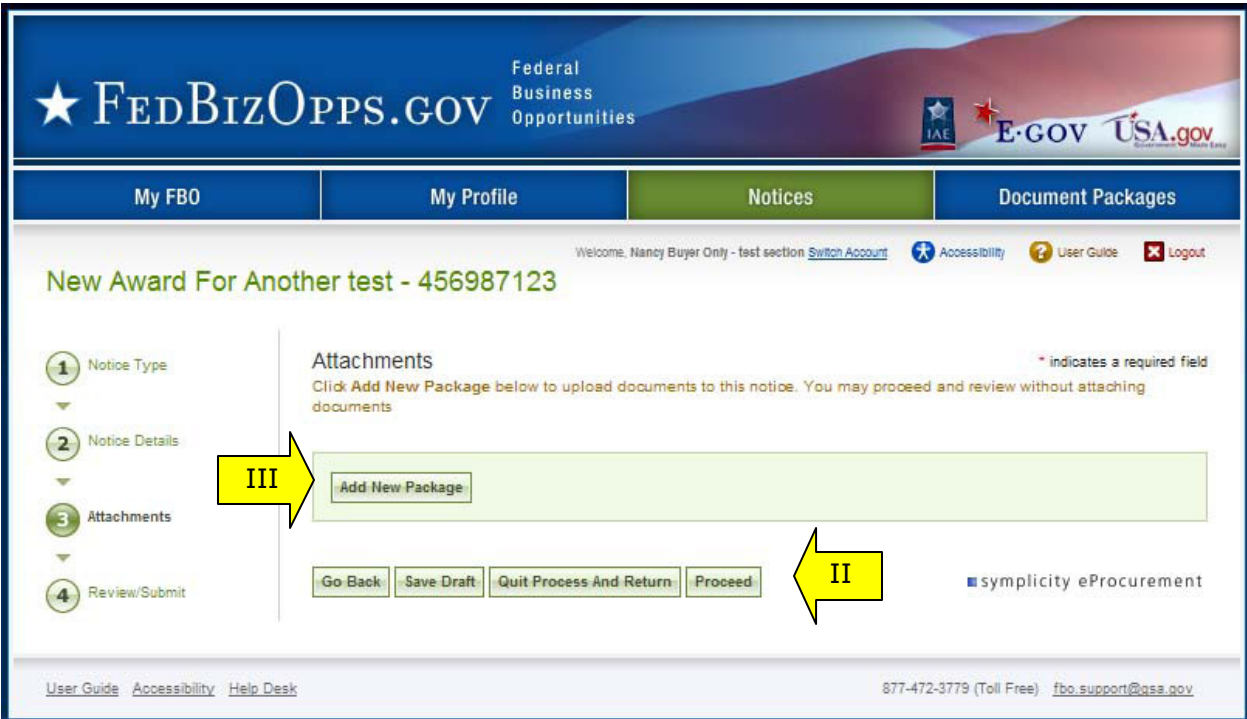 ★ FEDBIZOPPS.GOV
Federal
Business
Opportunities
IAE
E·GOV
USA.gov
Government Made Easy
My FBO
My Profile
Notices
Document Packages
Welcome, Nancy Buyer Only - test section Switch Account
Accessibility
? User Guide
X Logout
New Award For Another test - 456987123
1 Notice Type
2 Notice Details
3 Attachments
4 Review/Submit
Attachments
* indicates a required field
Click Add New Package below to upload documents to this notice. You may proceed and review without attaching
documents
III
Add New Package
Go Back
Save Draft
Quit Process And Return
Proceed
II
symplicity eProcurement
User Guide Accessibility Help Desk
877-472-3779 (Toll Free) fbo.support@gsa.gov